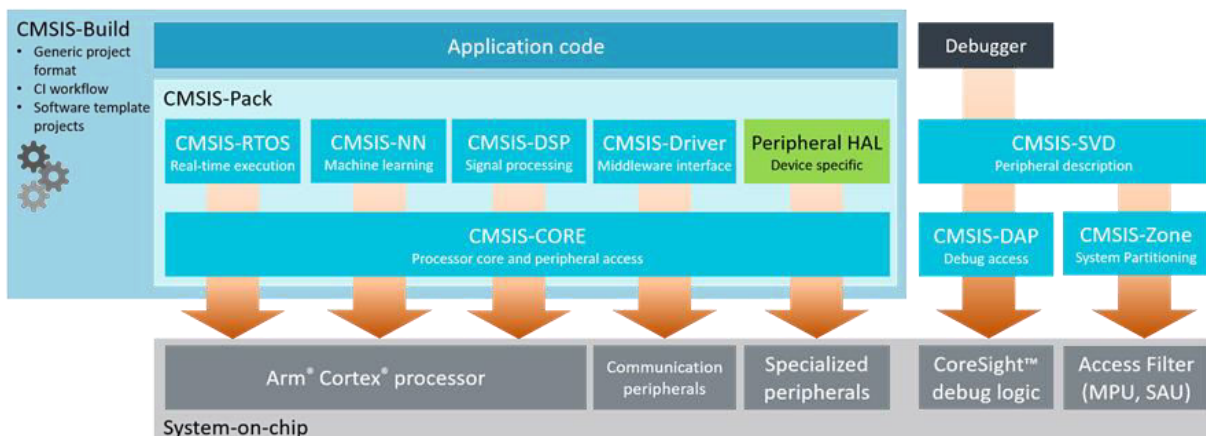 CMSIS-Build
• Generic project
format
• CI workflow
• Software template
projects
Application code
CMSIS-Pack
CMSIS-RTOS
Real-time execution
CMSIS-NN
Machine learning
CMSIS-DSP
Signal processing
CMSIS-Driver
Middleware interface
Peripheral HAL
Device specific
CMSIS-CORE
Processor core and peripheral access
Debugger
CMSIS-SVD
Peripheral description
CMSIS-DAP
Debug access
CMSIS-Zone
System Partitioning
Arm® Cortex® processor
Communication
peripherals
Specialized
peripherals
CoreSight™
debug logic
Access Filter
(MPU, SAU)
System-on-chip